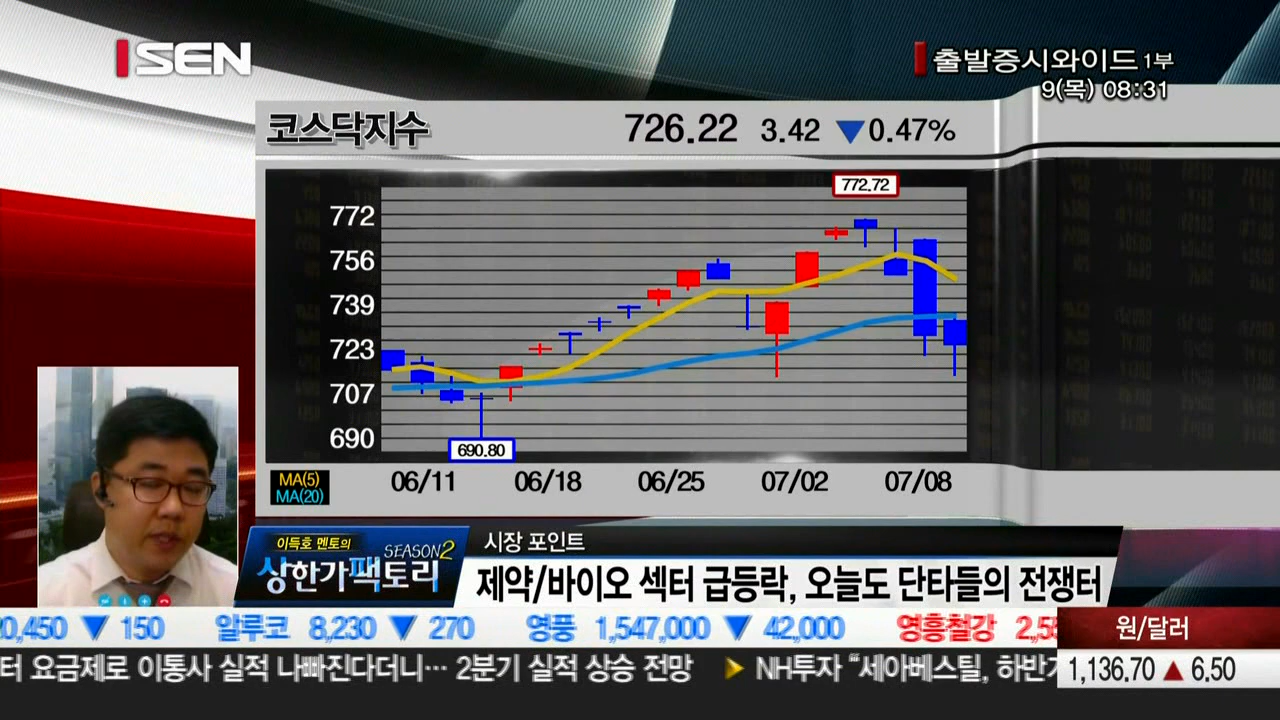 SEN
출발증시와이드 1부
9(목) 08:31
코스닥지수 726.22 3.42 ▼0.47%
772.72
772
756
739
723
707
690
690.80
06/11 06/18 06/25 07/02 07/08
MA(5)
MA(20)
이득호 멘토의
SEASON2
상한가팩토리
시장 포인트
제약/바이오 섹터 급등락, 오늘도 단타들의 전쟁터
0,450 ▼ 150 알루코 8,230 ▼ 270 영풍 1,547,000 ▼ 42,000 영흥철강 2,55
원/달러
터 요금제로 이통사 실적 나빠진다더니… 2분기 실적 상승 전망 ▶ NH투자 “세아베스틸, 하반기
1,136.70 ▲ 6.50